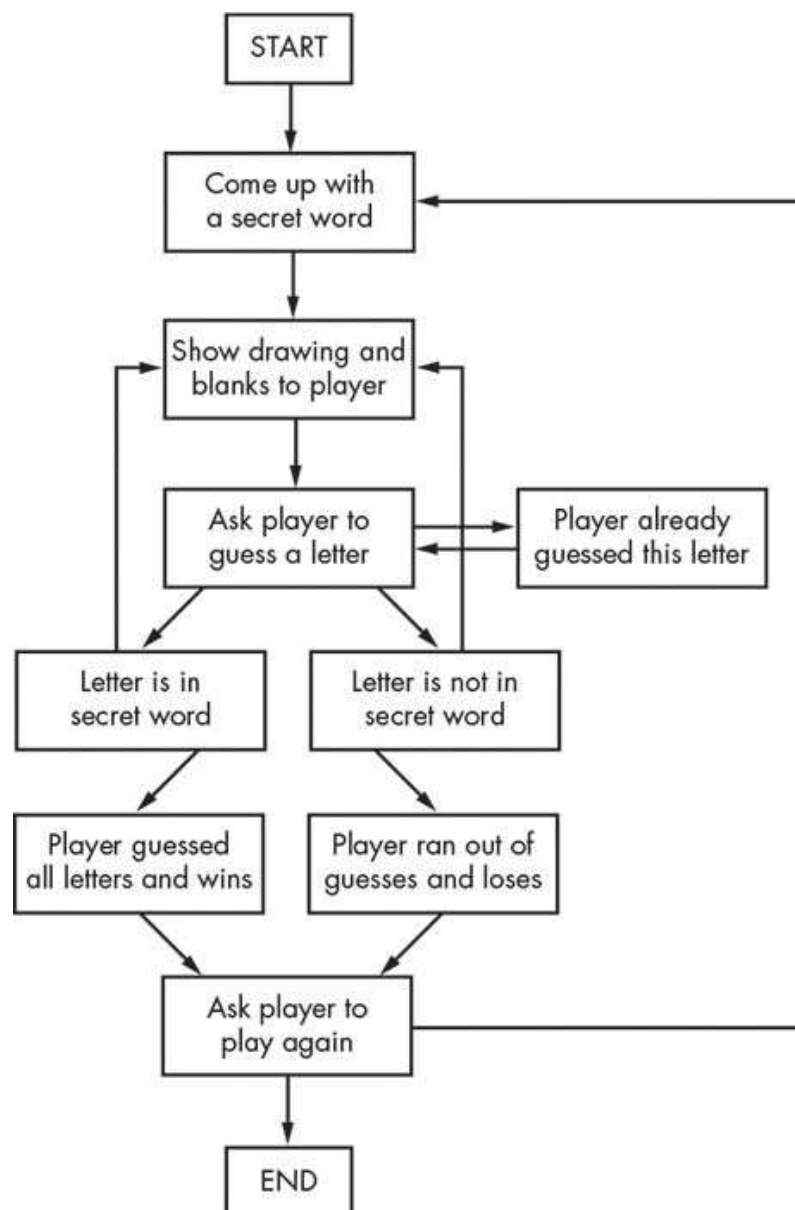 START
Come up with
a secret word
Show drawing and
blanks to player
Ask player to
guess a letter
Player already
guessed this letter
Letter is in
secret word
Letter is not in
secret word
Player guessed
all letters and wins
Player ran out of
guesses and loses
Ask player to
play again
END